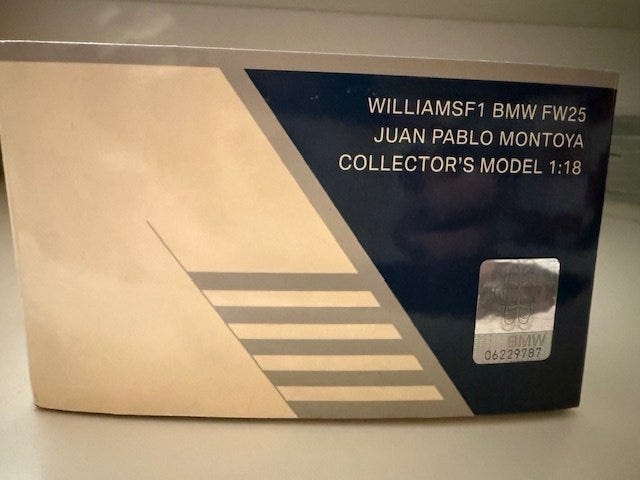 WILLIAMSF1 BMW FW25
JUAN PABLO MONTOYA
COLLECTOR'S MODEL 1:18
BMW
06229787